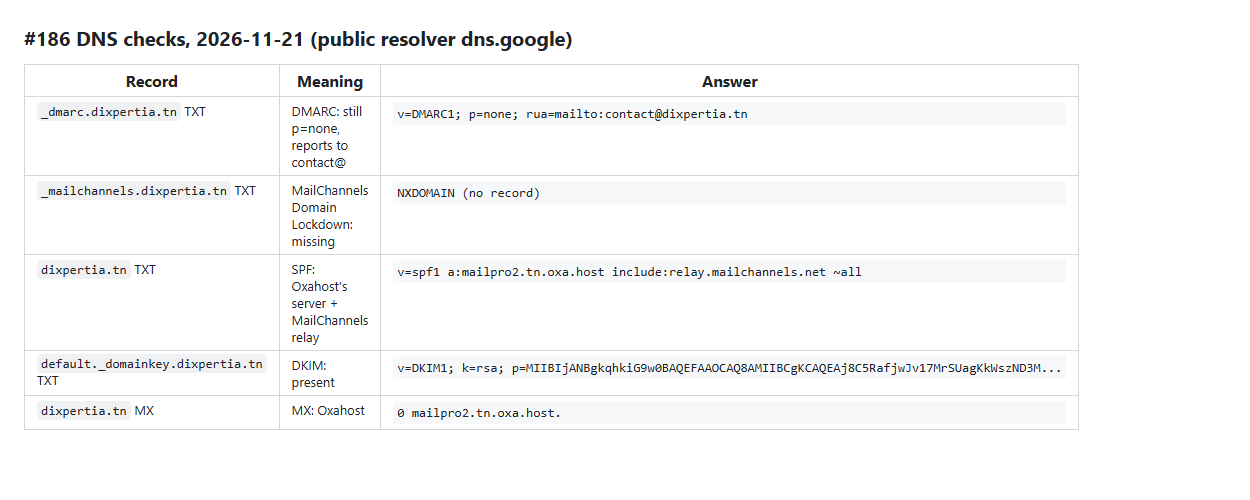 #186 DNS checks, 2026-11-21 (public resolver dns.google)
Record
Meaning
Answer
_dmarc.dixpertia.tn TXT
DMARC: still
p=none,
reports to
contact@
v=DMARC1; p=none; rua=mailto:contact@dixpertia.tn
_mailchannels.dixpertia.tn TXT
MailChannels
Domain
Lockdown:
missing
NXDOMAIN (no record)
dixpertia.tn TXT
SPF:
Oxahost's
server +
MailChannels
relay
v=spf1 a:mailpro2.tn.oxa.host include:relay.mailchannels.net ~all
default._domainkey.dixpertia.tn
TXT
DKIM:
present
v=DKIM1; k=rsa; p=MIIBIjANBgkqhkiG9w0BAQEFAAOCAQ8AMIIBCgKCAQEAj8C5RafjwJv17MrSUagKkWszND3M...
dixpertia.tn MX
MX: Oxahost
0 mailpro2.tn.oxa.host.